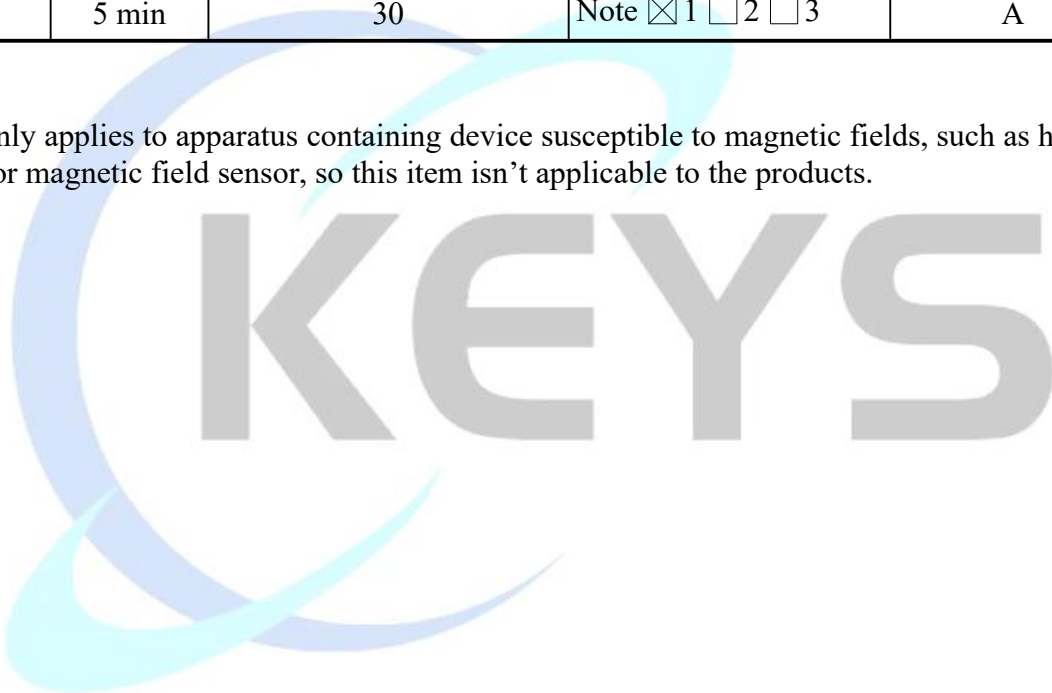 5 min 30 Note ☒ 1 ☐ 2 ☐ 3 A
nly applies to apparatus containing device susceptible to magnetic fields, such as h
or magnetic field sensor, so this item isn’t applicable to the products.
KEYS